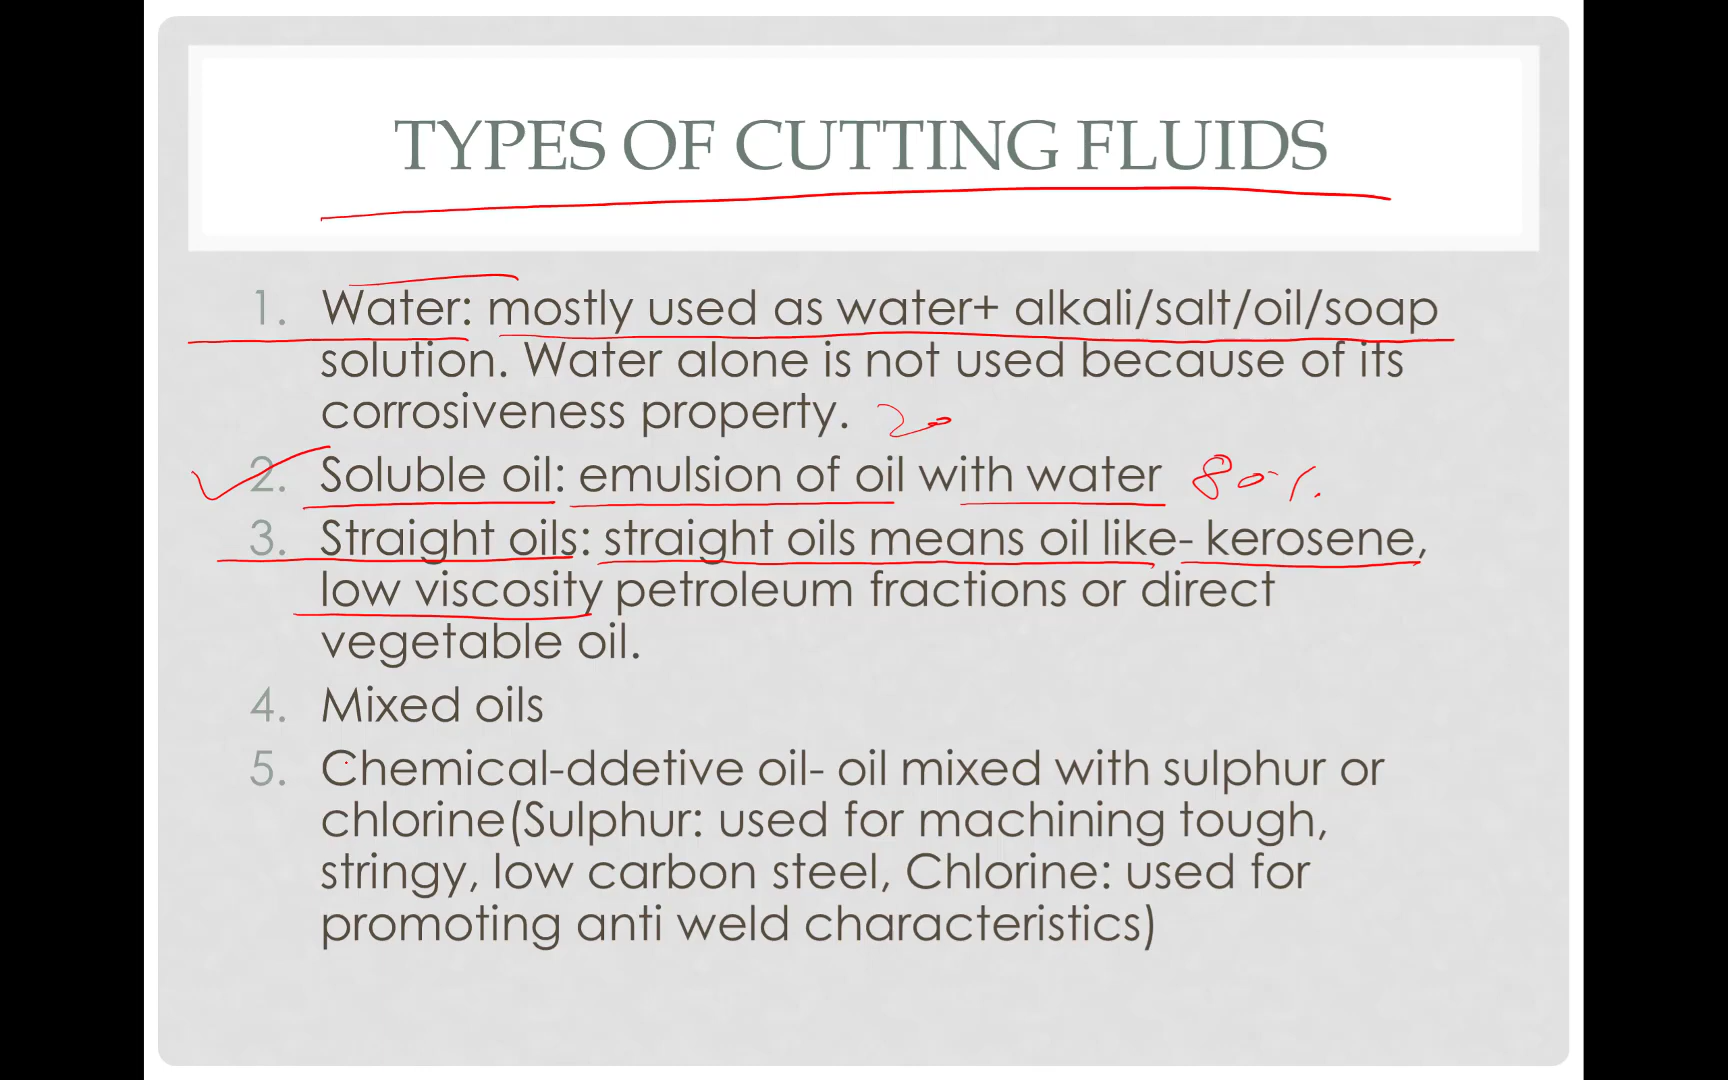 TYPES OF CUTTING FLUIDS
1. Water: mostly used as water+ alkali/salt/oil/soap
solution. Water alone is not used because of its
corrosiveness property. 20
2. Soluble oil: emulsion of oil with water 80%.
3. Straight oils: straight oils means oil like- kerosene,
low viscosity petroleum fractions or direct
vegetable oil.
4. Mixed oils
5. Chemical-ddetive oil- oil mixed with sulphur or
chlorine(Sulphur: used for machining tough,
stringy, low carbon steel, Chlorine: used for
promoting anti weld characteristics)